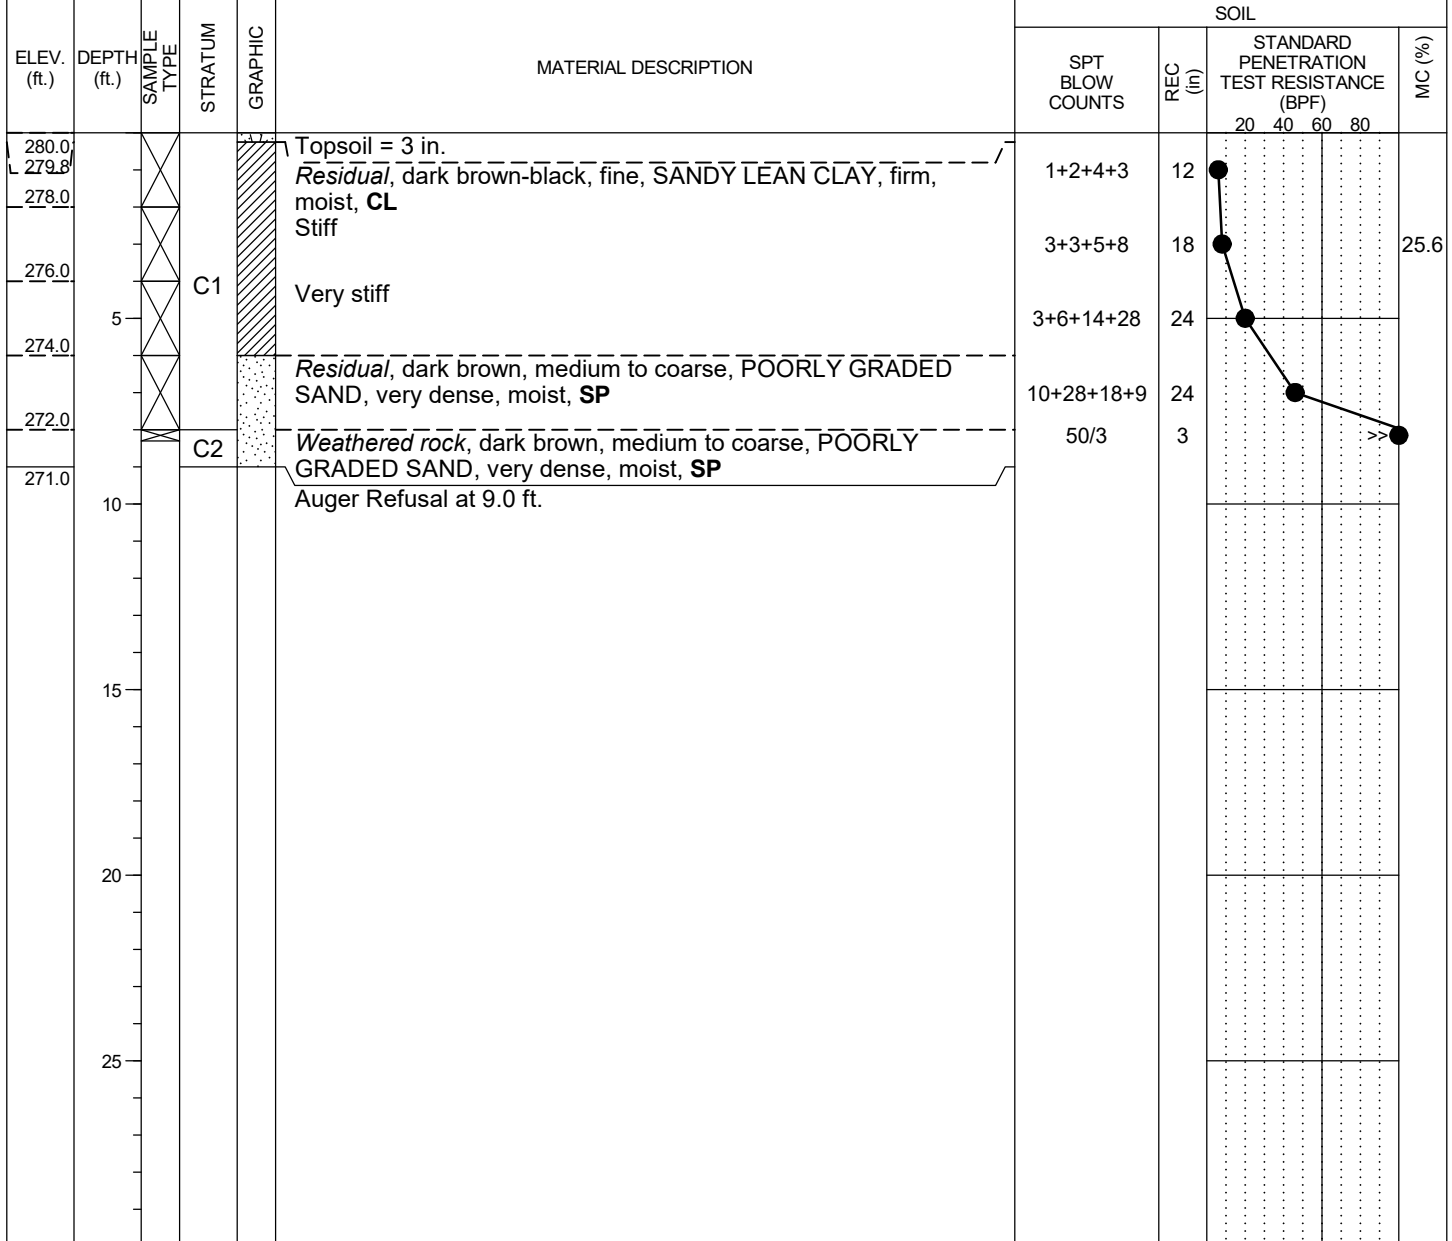 SOIL
ELEV.
(ft.)
DEPTH
(ft.)
SAMPLE
TYPE
STRATUM
GRAPHIC
MATERIAL DESCRIPTION
SPT
BLOW
COUNTS
REC
(in)
STANDARD
PENETRATION
TEST RESISTANCE
(BPF)
20 40 60 80
MC (%)
280.0
Topsoil = 3 in.
279.8
Residual, dark brown-black, fine, SANDY LEAN CLAY, firm,
moist, CL
1+2+4+3 12
278.0
Stiff
3+3+5+8 18 25.6
276.0
C1
Very stiff
5
3+6+14+28 24
274.0
Residual, dark brown, medium to coarse, POORLY GRADED
SAND, very dense, moist, SP
10+28+18+9 24
272.0
C2
Weathered rock, dark brown, medium to coarse, POORLY
GRADED SAND, very dense, moist, SP
50/3 3 >>
271.0
Auger Refusal at 9.0 ft.
10
15
20
25